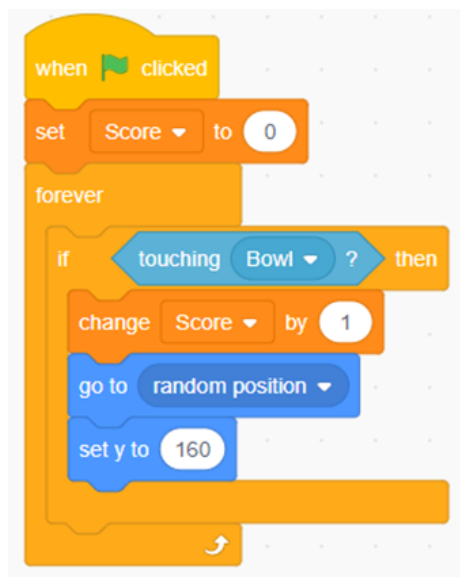 when clicked
set Score to 0
forever
if touching Bowl ? then
change Score by 1
go to random position
set y to 160